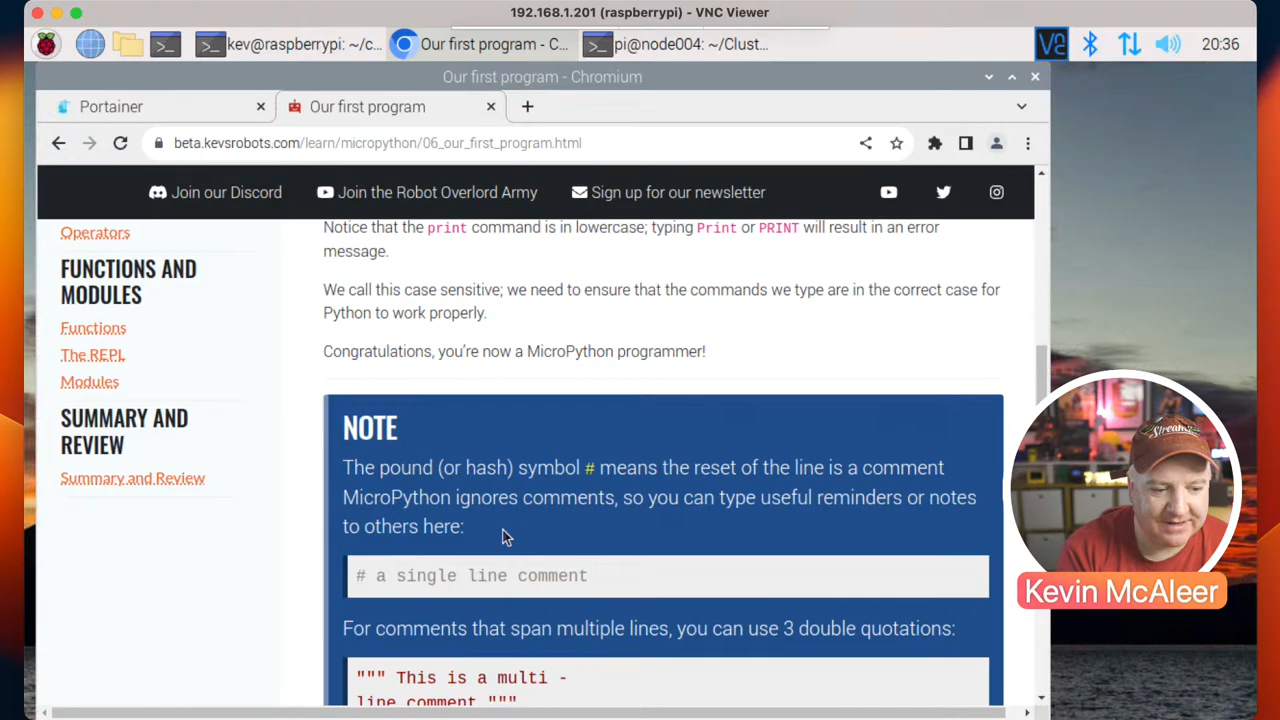 192.168.1.201 (raspberrypi) - VNC Viewer
kev@raspberrypi: ~/c...
Our first program - C...
pi@node004: ~/Clust...
20:36
Our first program - Chromium
Portainer
Our first program
beta.kevsrobots.com/learn/micropython/06_our_first_program.html
Join our Discord
Join the Robot Overlord Army
Sign up for our newsletter
Operators
FUNCTIONS AND
MODULES
Functions
The REPL
Modules
SUMMARY AND
REVIEW
Summary and Review
Notice that the print command is in lowercase; typing Print or PRINT will result in an error
message.
We call this case sensitive; we need to ensure that the commands we type are in the correct case for
Python to work properly.
Congratulations, you're now a MicroPython programmer!
NOTE
The pound (or hash) symbol # means the reset of the line is a comment
MicroPython ignores comments, so you can type useful reminders or notes
to others here:
# a single line comment
For comments that span multiple lines, you can use 3 double quotations:
""" This is a multi -
line comment """
Streams
Kevin McAleer